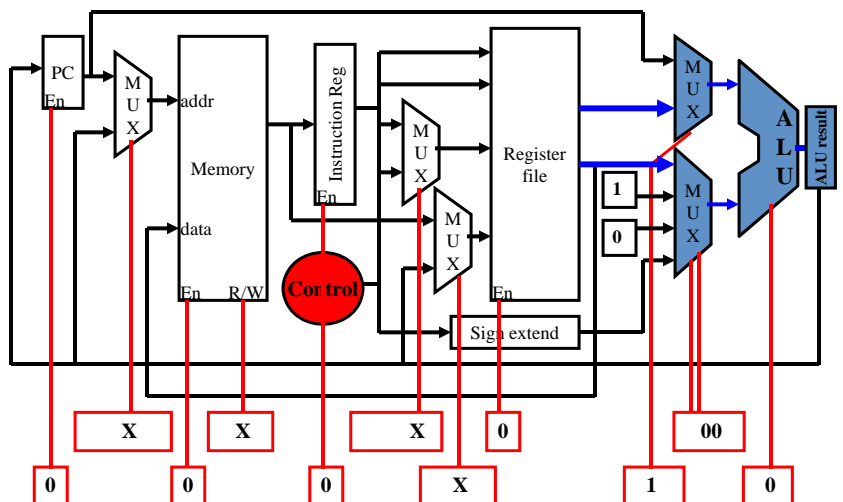 PC
En
M
U
X
addr
Memory
data
En
R/W
Instruction Reg
En
Control
M
U
X
M
U
X
Register
file
En
Sign extend
1
0
M
U
X
M
U
X
A
L
U
ALU result
X
X
X
0
00
0
0
0
X
1
0